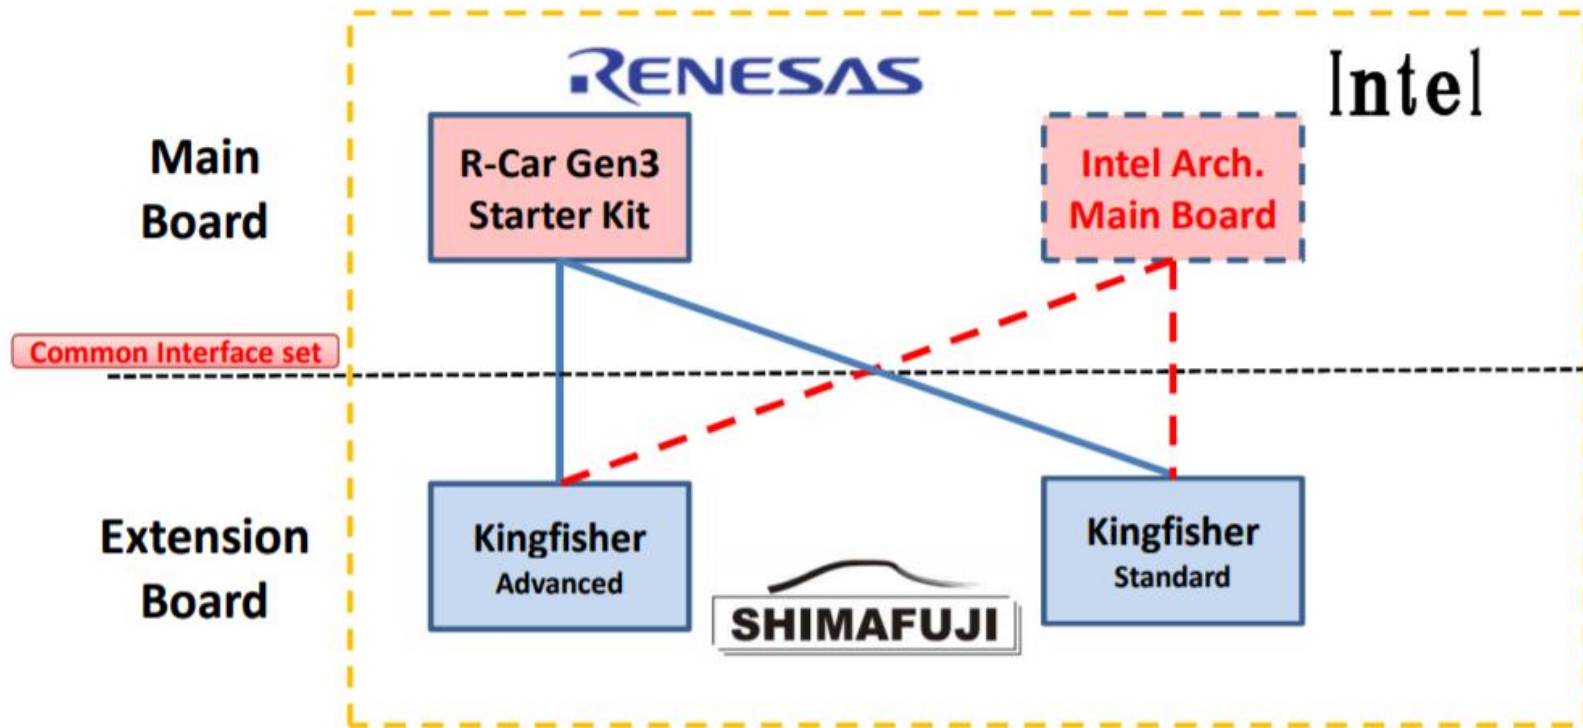 RENESAS
Intel
Main
Board
R-Car Gen3
Starter Kit
Intel Arch.
Main Board
Common Interface set
Extension
Board
Kingfisher
Advanced
SHIMAFUJI
Kingfisher
Standard